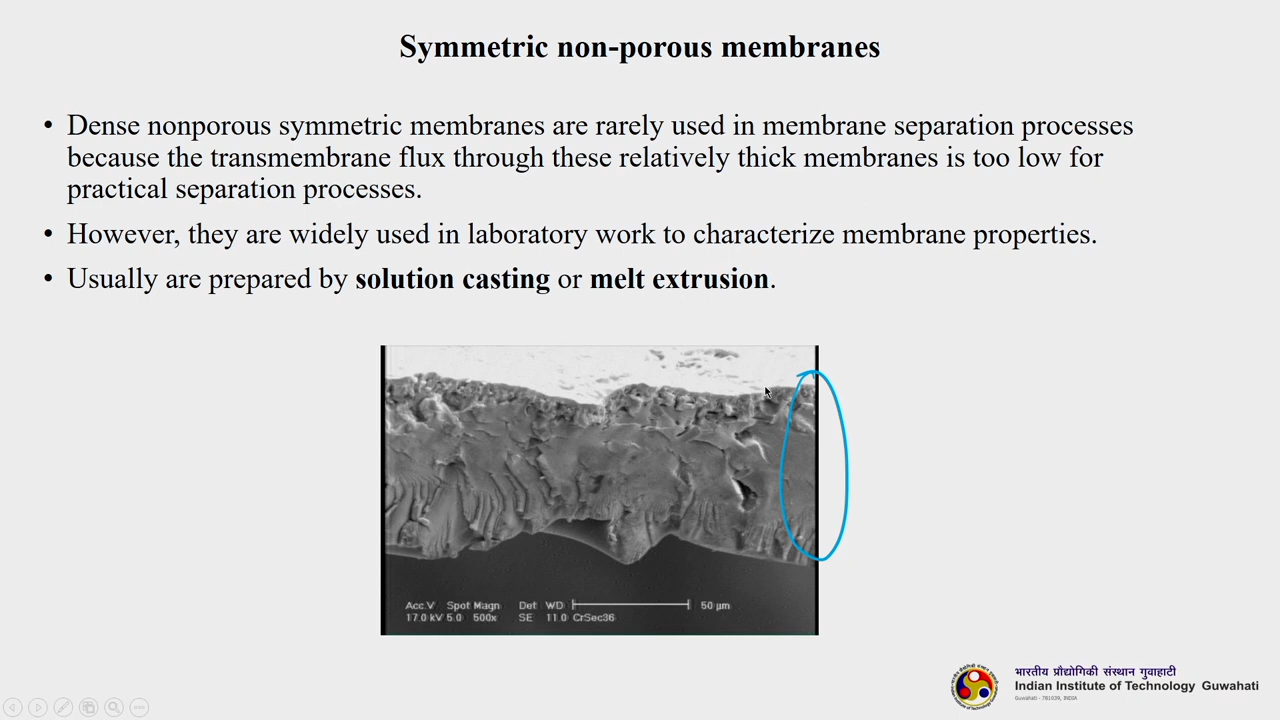 Symmetric non-porous membranes
• Dense nonporous symmetric membranes are rarely used in membrane separation processes
because the transmembrane flux through these relatively thick membranes is too low for
practical separation processes.
• However, they are widely used in laboratory work to characterize membrane properties.
• Usually are prepared by solution casting or melt extrusion.
Acc.V Spot Magn Det WD 50 µm
17.0 kV 5.0 500x SE 11.0 CrSec36
भारतीय प्रौद्योगिकी संस्थान गुवाहाटी
Indian Institute of Technology Guwahati
Guwahati - 781039, INDIA